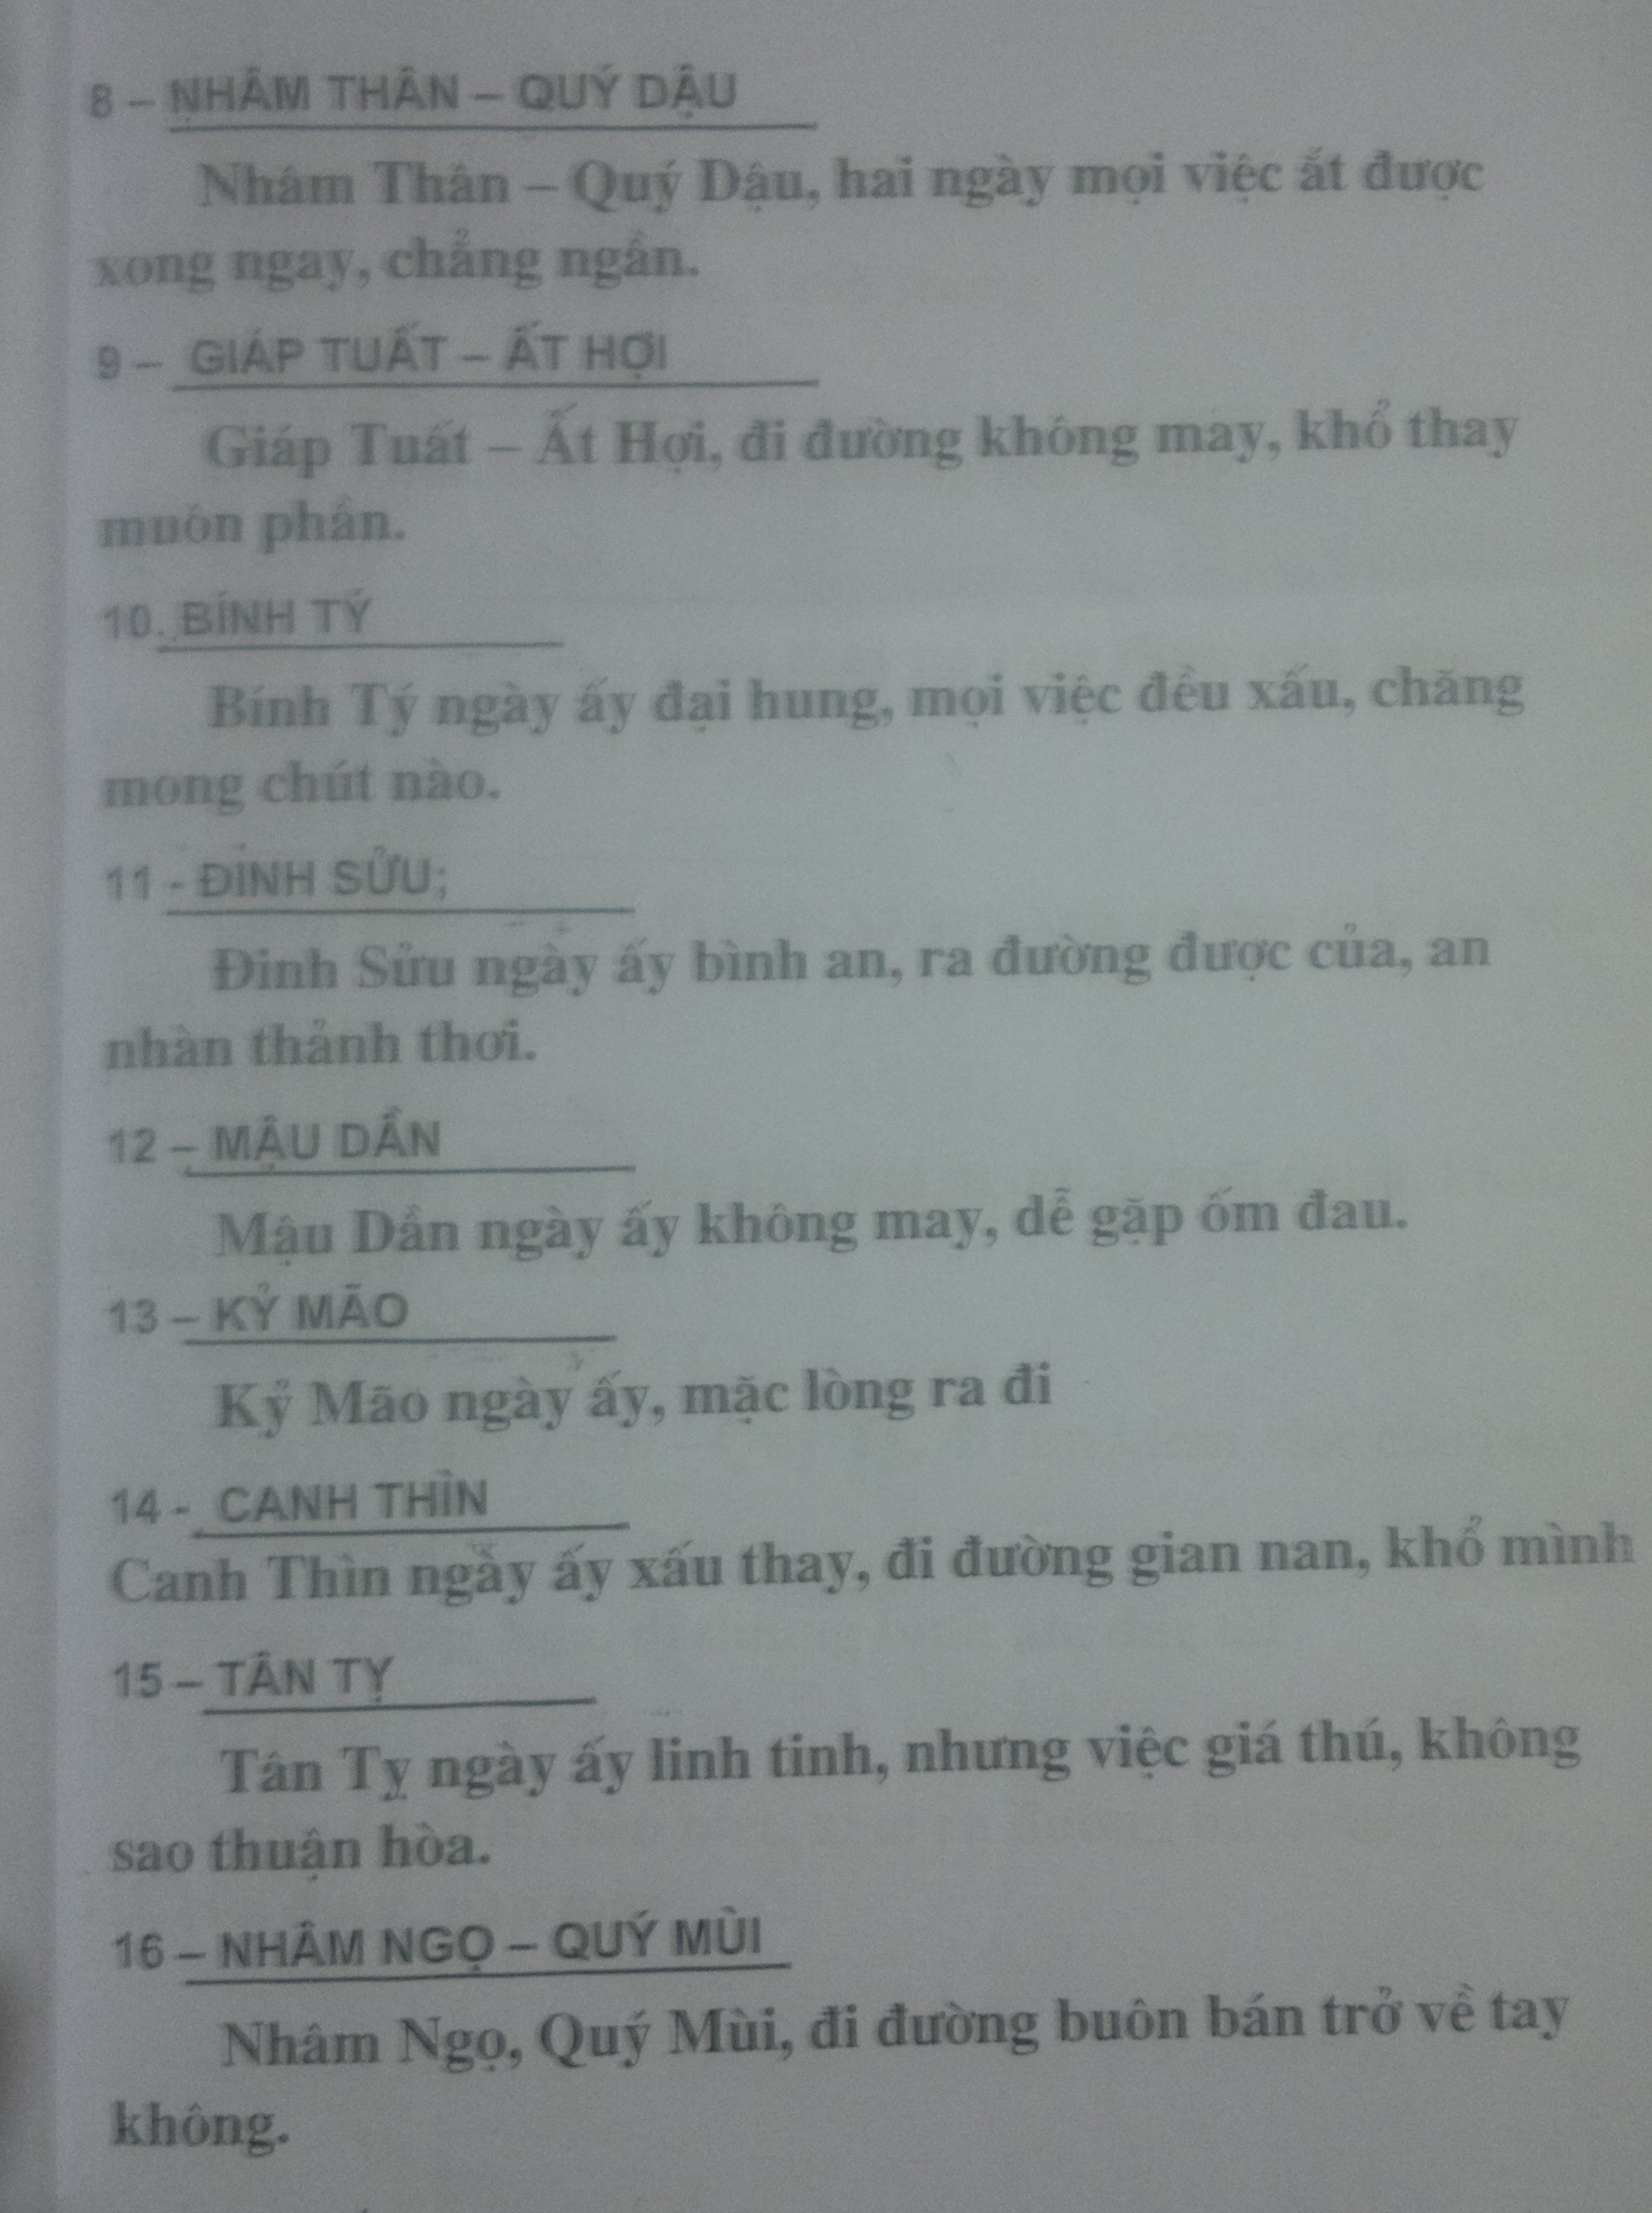 8 – NHÂM THÂN – QUÝ DẬU
Nhâm Thân – Quý Dậu, hai ngày mọi việc ắt được
xong ngay, chẳng ngần.
9 – GIÁP TUẤT – ẤT HỢI
Giáp Tuất – Ất Hợi, đi đường không may, khổ thay
muôn phần.
10. BÍNH TÝ
Bính Tý ngày ấy đại hung, mọi việc đều xấu, chăng
mong chút nào.
11 - ĐINH SỬU;
Đinh Sửu ngày ấy bình an, ra đường được của, an
nhàn thảnh thơi.
12 – MẬU DẦN
Mậu Dần ngày ấy không may, dễ gặp ốm đau.
13 – KỶ MÃO
Kỷ Mão ngày ấy, mặc lòng ra đi
14 - CANH THÌN
Canh Thìn ngày ấy xấu thay, đi đường gian nan, khổ mình
15 – TÂN TỴ
Tân Tỵ ngày ấy linh tinh, nhưng việc giá thú, không
sao thuận hòa.
16 – NHÂM NGỌ – QUÝ MÙI
Nhâm Ngọ, Quý Mùi, đi đường buôn bán trở về tay
không.